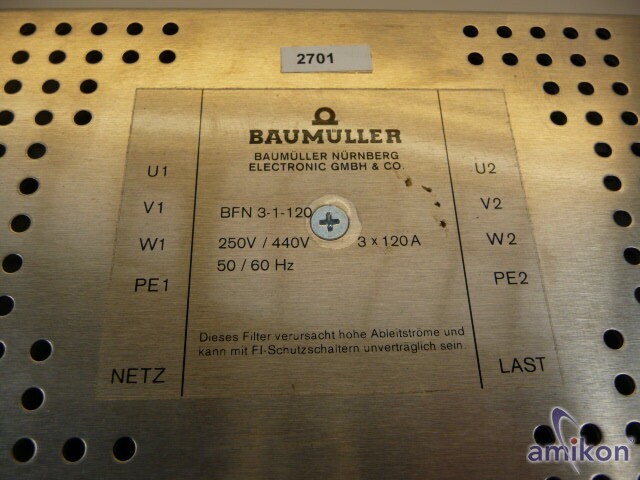 2701
BAUMÜLLER
BAUMÜLLER NÜRNBERG
ELECTRONIC GMBH & CO.
U1
U2
V1
BFN 3-1-120
V2
W1
250V / 440V
3 x 120 A
W2
PE1
50 / 60 Hz
PE2
Dieses Filter verursacht hohe Ableitströme und
kann mit FI-Schutzschaltern unverträglich sein.
NETZ
LAST
amikon